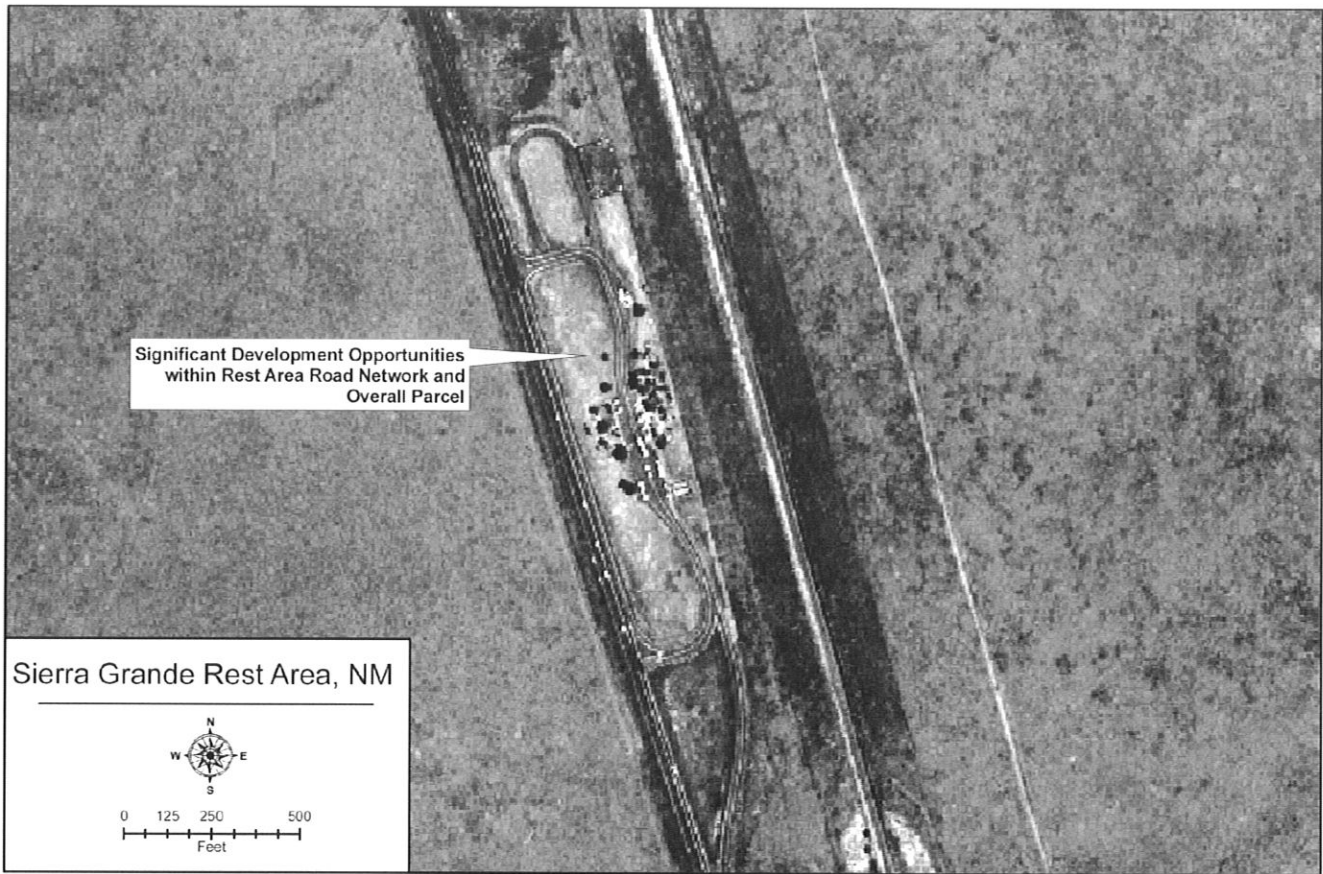 Significant Development Opportunities
within Rest Area Road Network and
Overall Parcel
Sierra Grande Rest Area, NM
N
W E
S
0 125 250 500
Feet